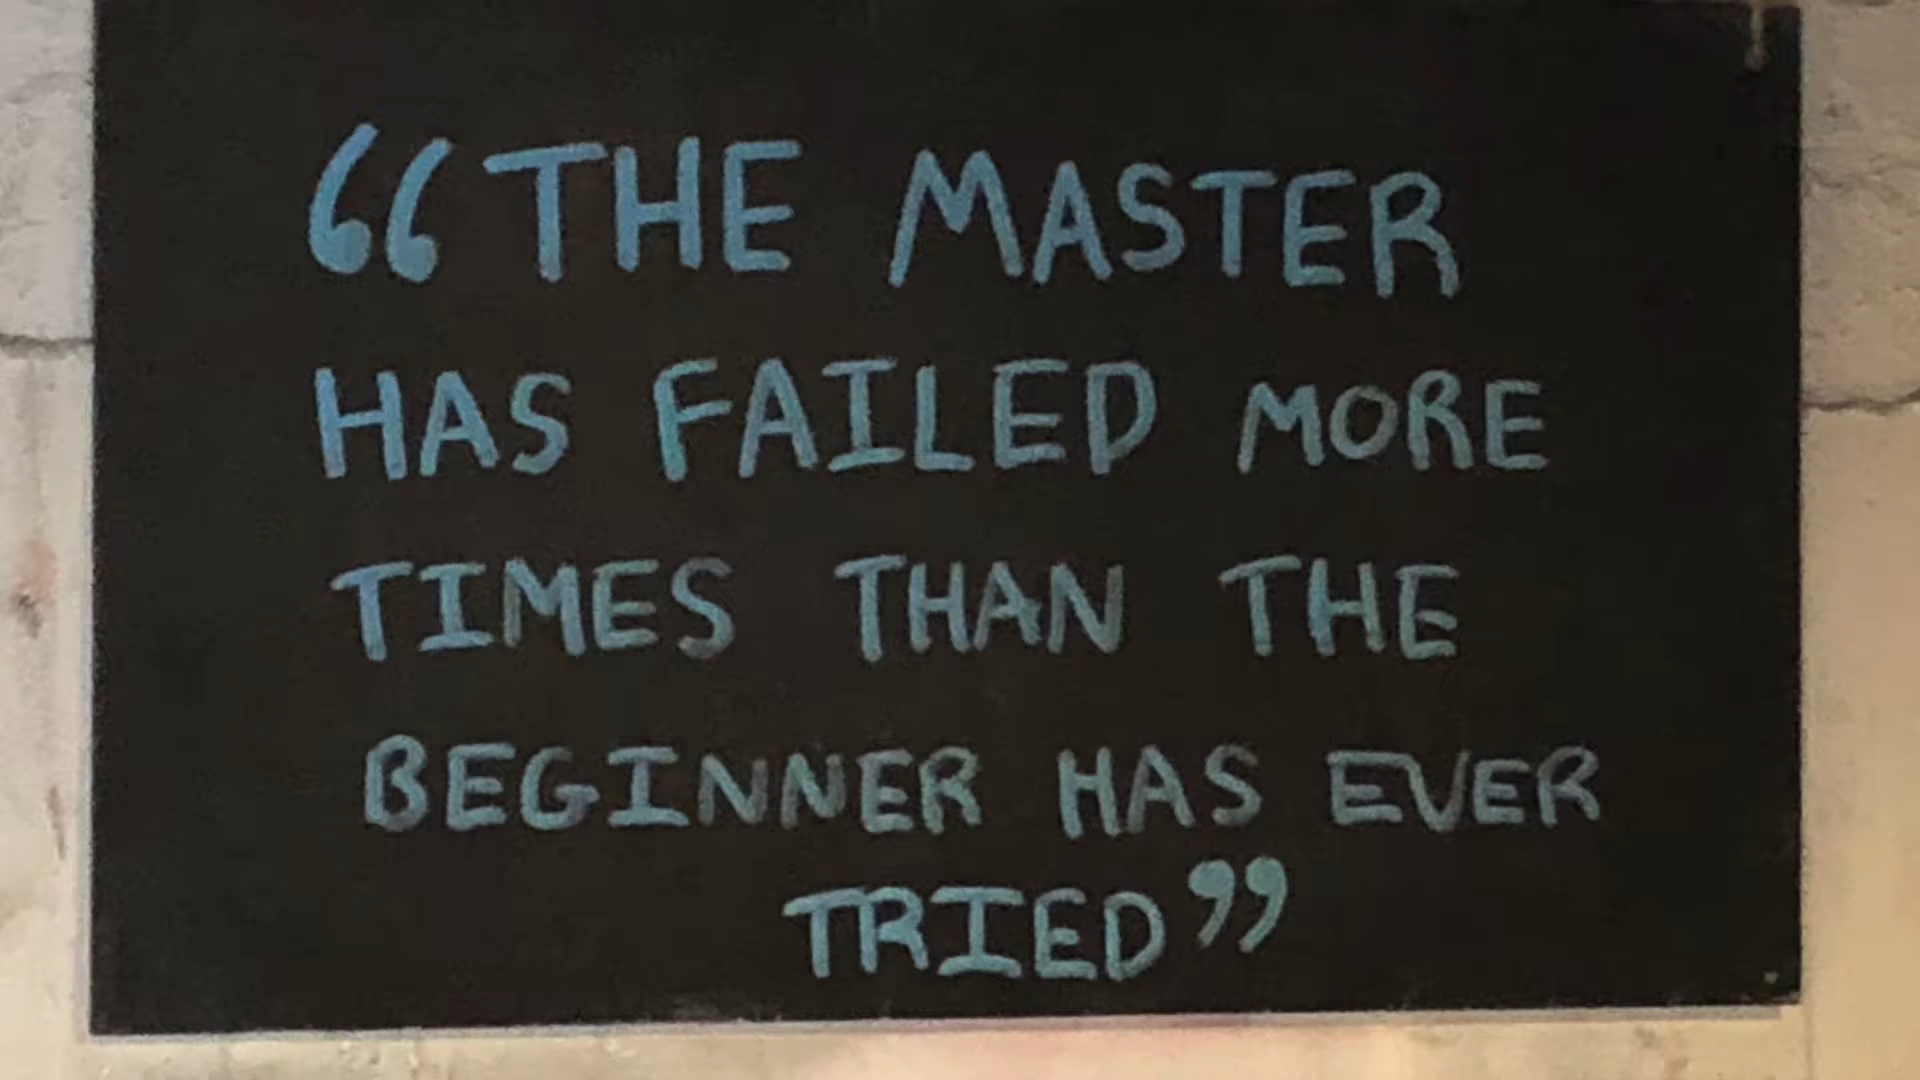 “THE MASTER
HAS FAILED MORE
TIMES THAN THE
BEGINNER HAS EVER
TRIED”